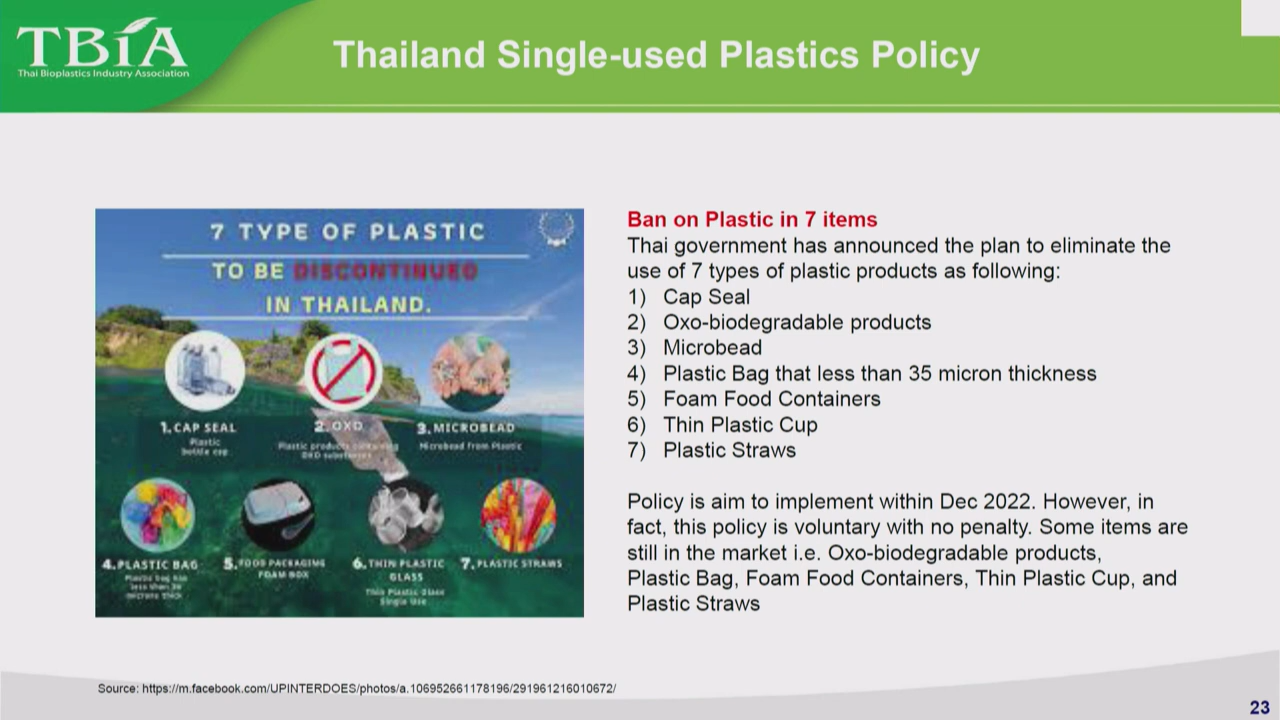 TBiA
Thai Bioplastics Industry Association
Thailand Single-used Plastics Policy
7 TYPE OF PLASTIC
TO BE DISCONTINUED
IN THAILAND.
1. CAP SEAL
Plastic
bottle cap
2. OXO
Plastic products containing
OXO substances
3. MICROBEAD
Microbead from Plastic
4. PLASTIC BAG
Plastic bag has
less than 36
microns thick
5. FOOD PACKAGING
FOAM BOX
6. THIN PLASTIC
GLASS
Thin Plastic Glass
Single Use
7. PLASTIC STRAWS
Ban on Plastic in 7 items
Thai government has announced the plan to eliminate the
use of 7 types of plastic products as following:
1) Cap Seal
2) Oxo-biodegradable products
3) Microbead
4) Plastic Bag that less than 35 micron thickness
5) Foam Food Containers
6) Thin Plastic Cup
7) Plastic Straws
Policy is aim to implement within Dec 2022. However, in
fact, this policy is voluntary with no penalty. Some items are
still in the market i.e. Oxo-biodegradable products,
Plastic Bag, Foam Food Containers, Thin Plastic Cup, and
Plastic Straws
Source: https://m.facebook.com/UPINTERDOES/photos/a.106952661178196/291961216010672/
23